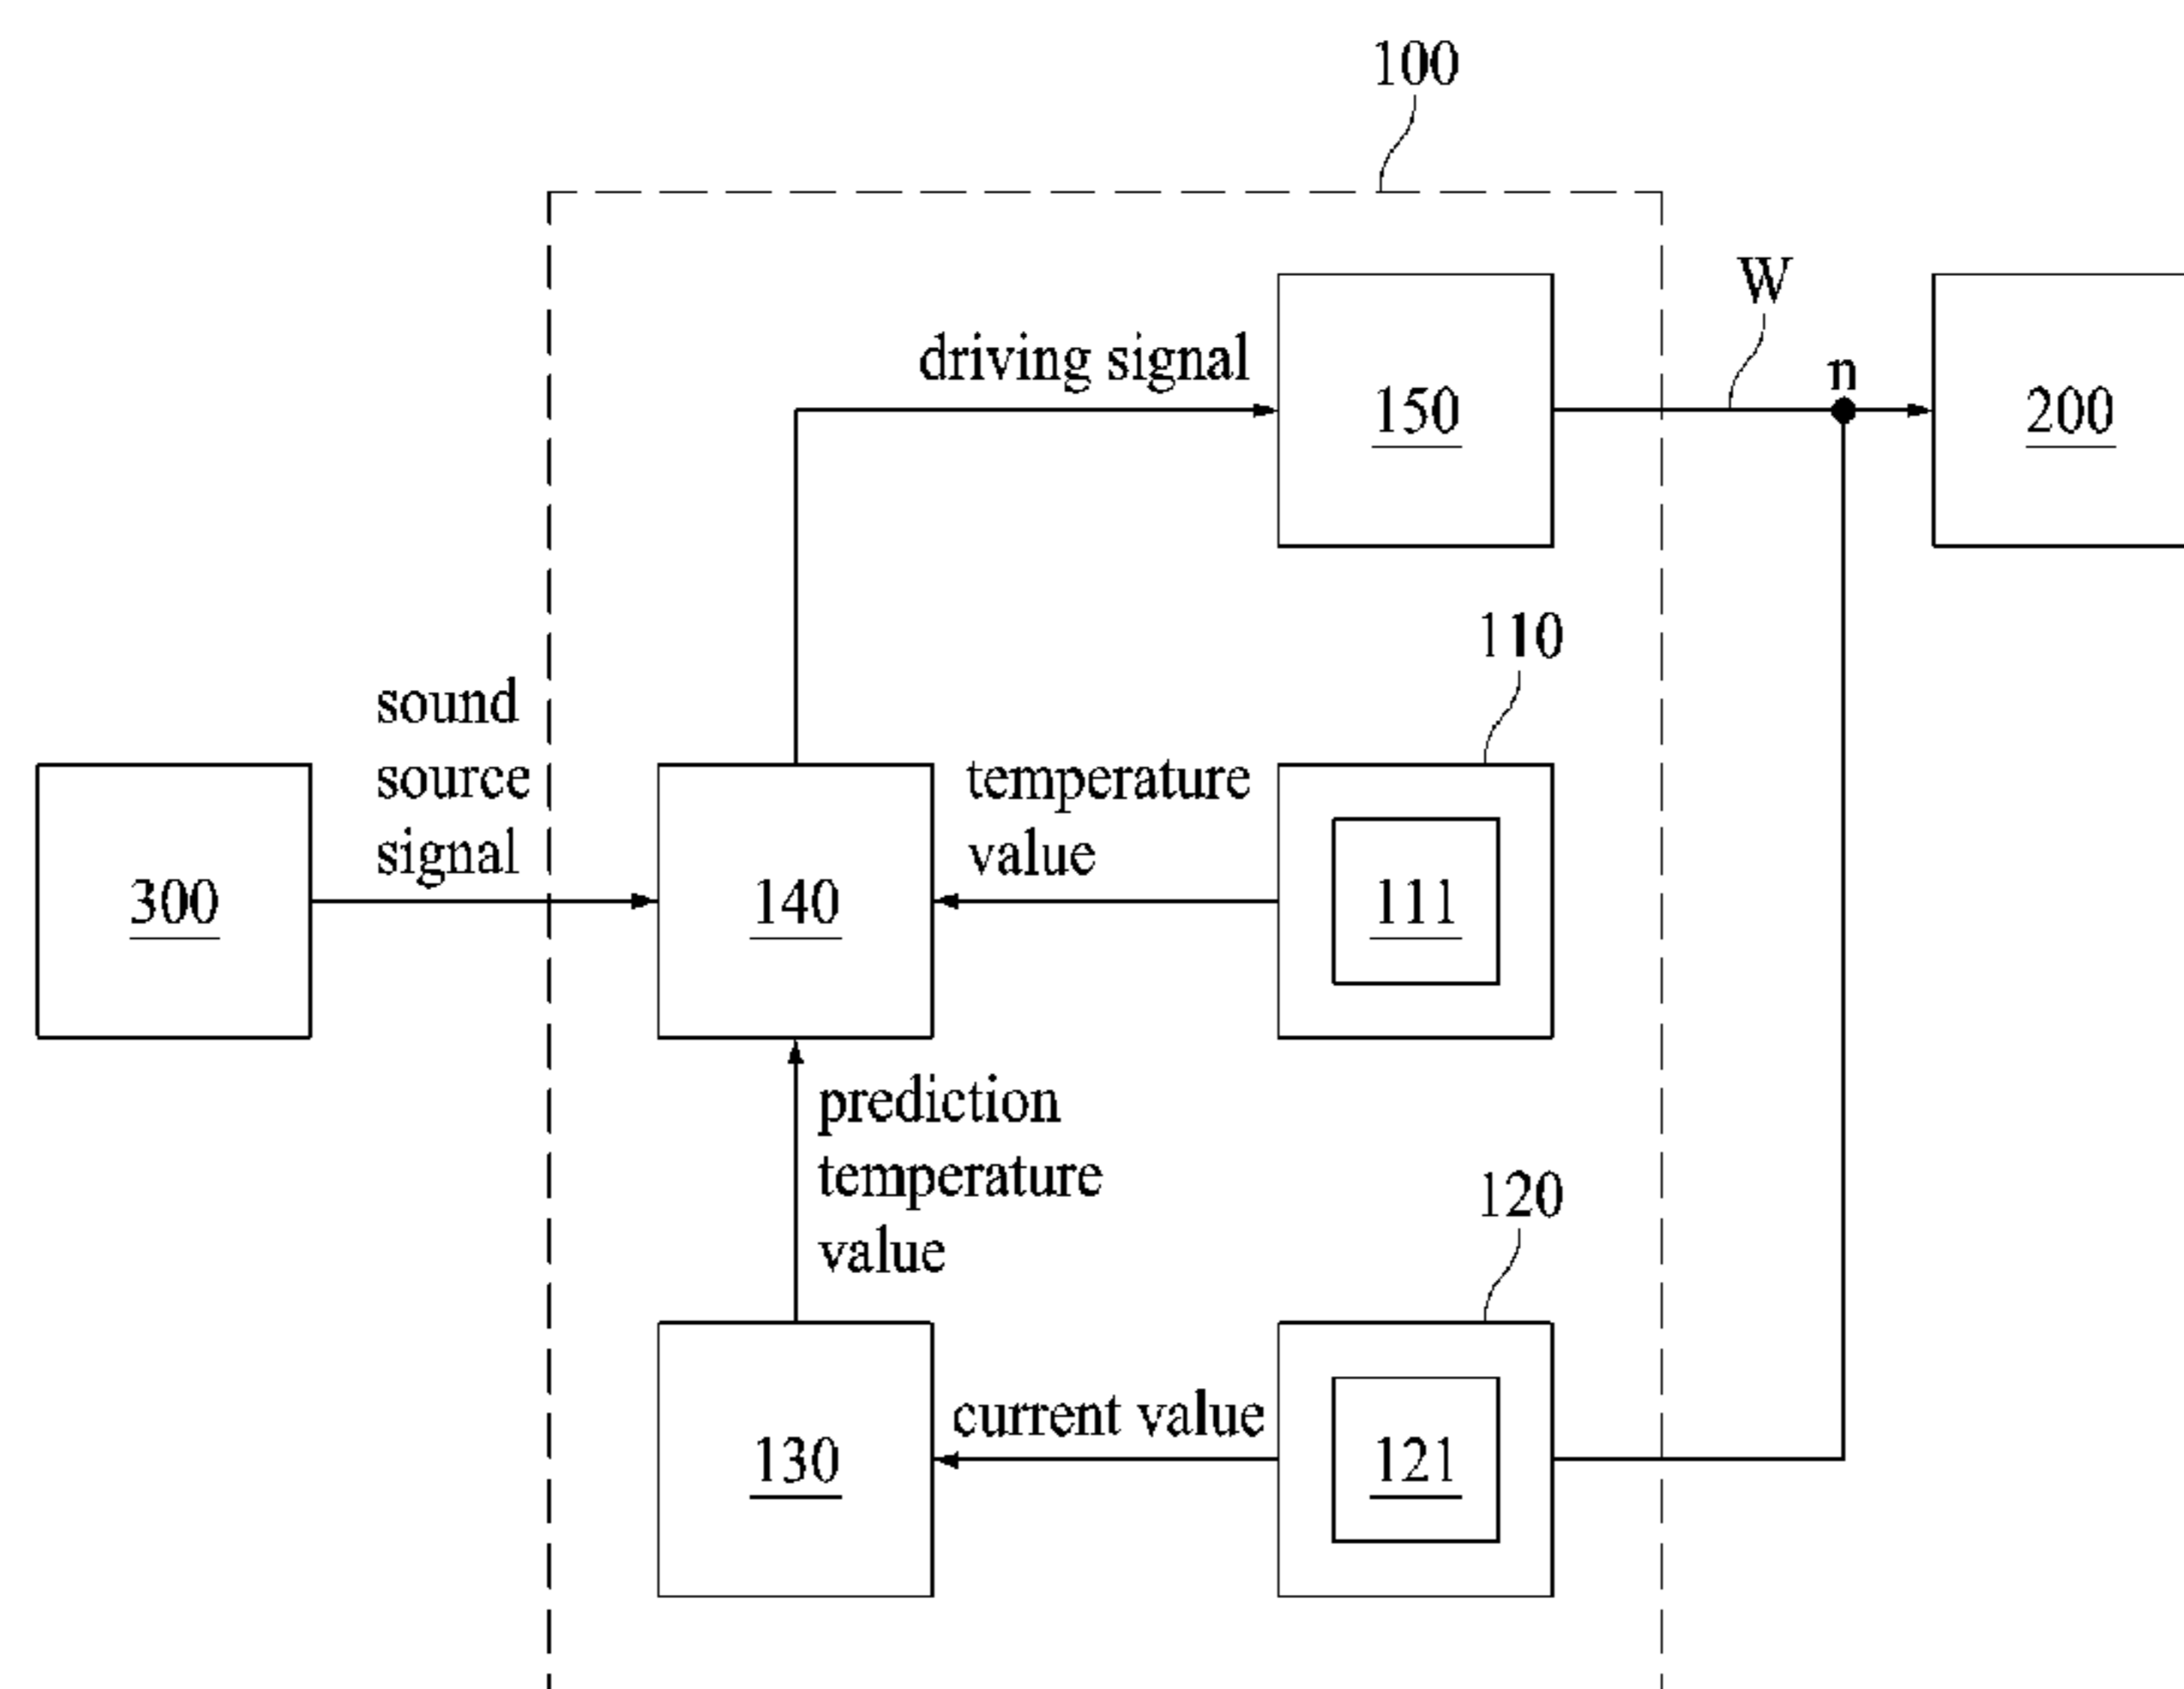 100
W
driving signal
n
150
200
110
sound
source
signal
temperature
value
300
140
111
prediction
temperature
value
120
current value
130
121